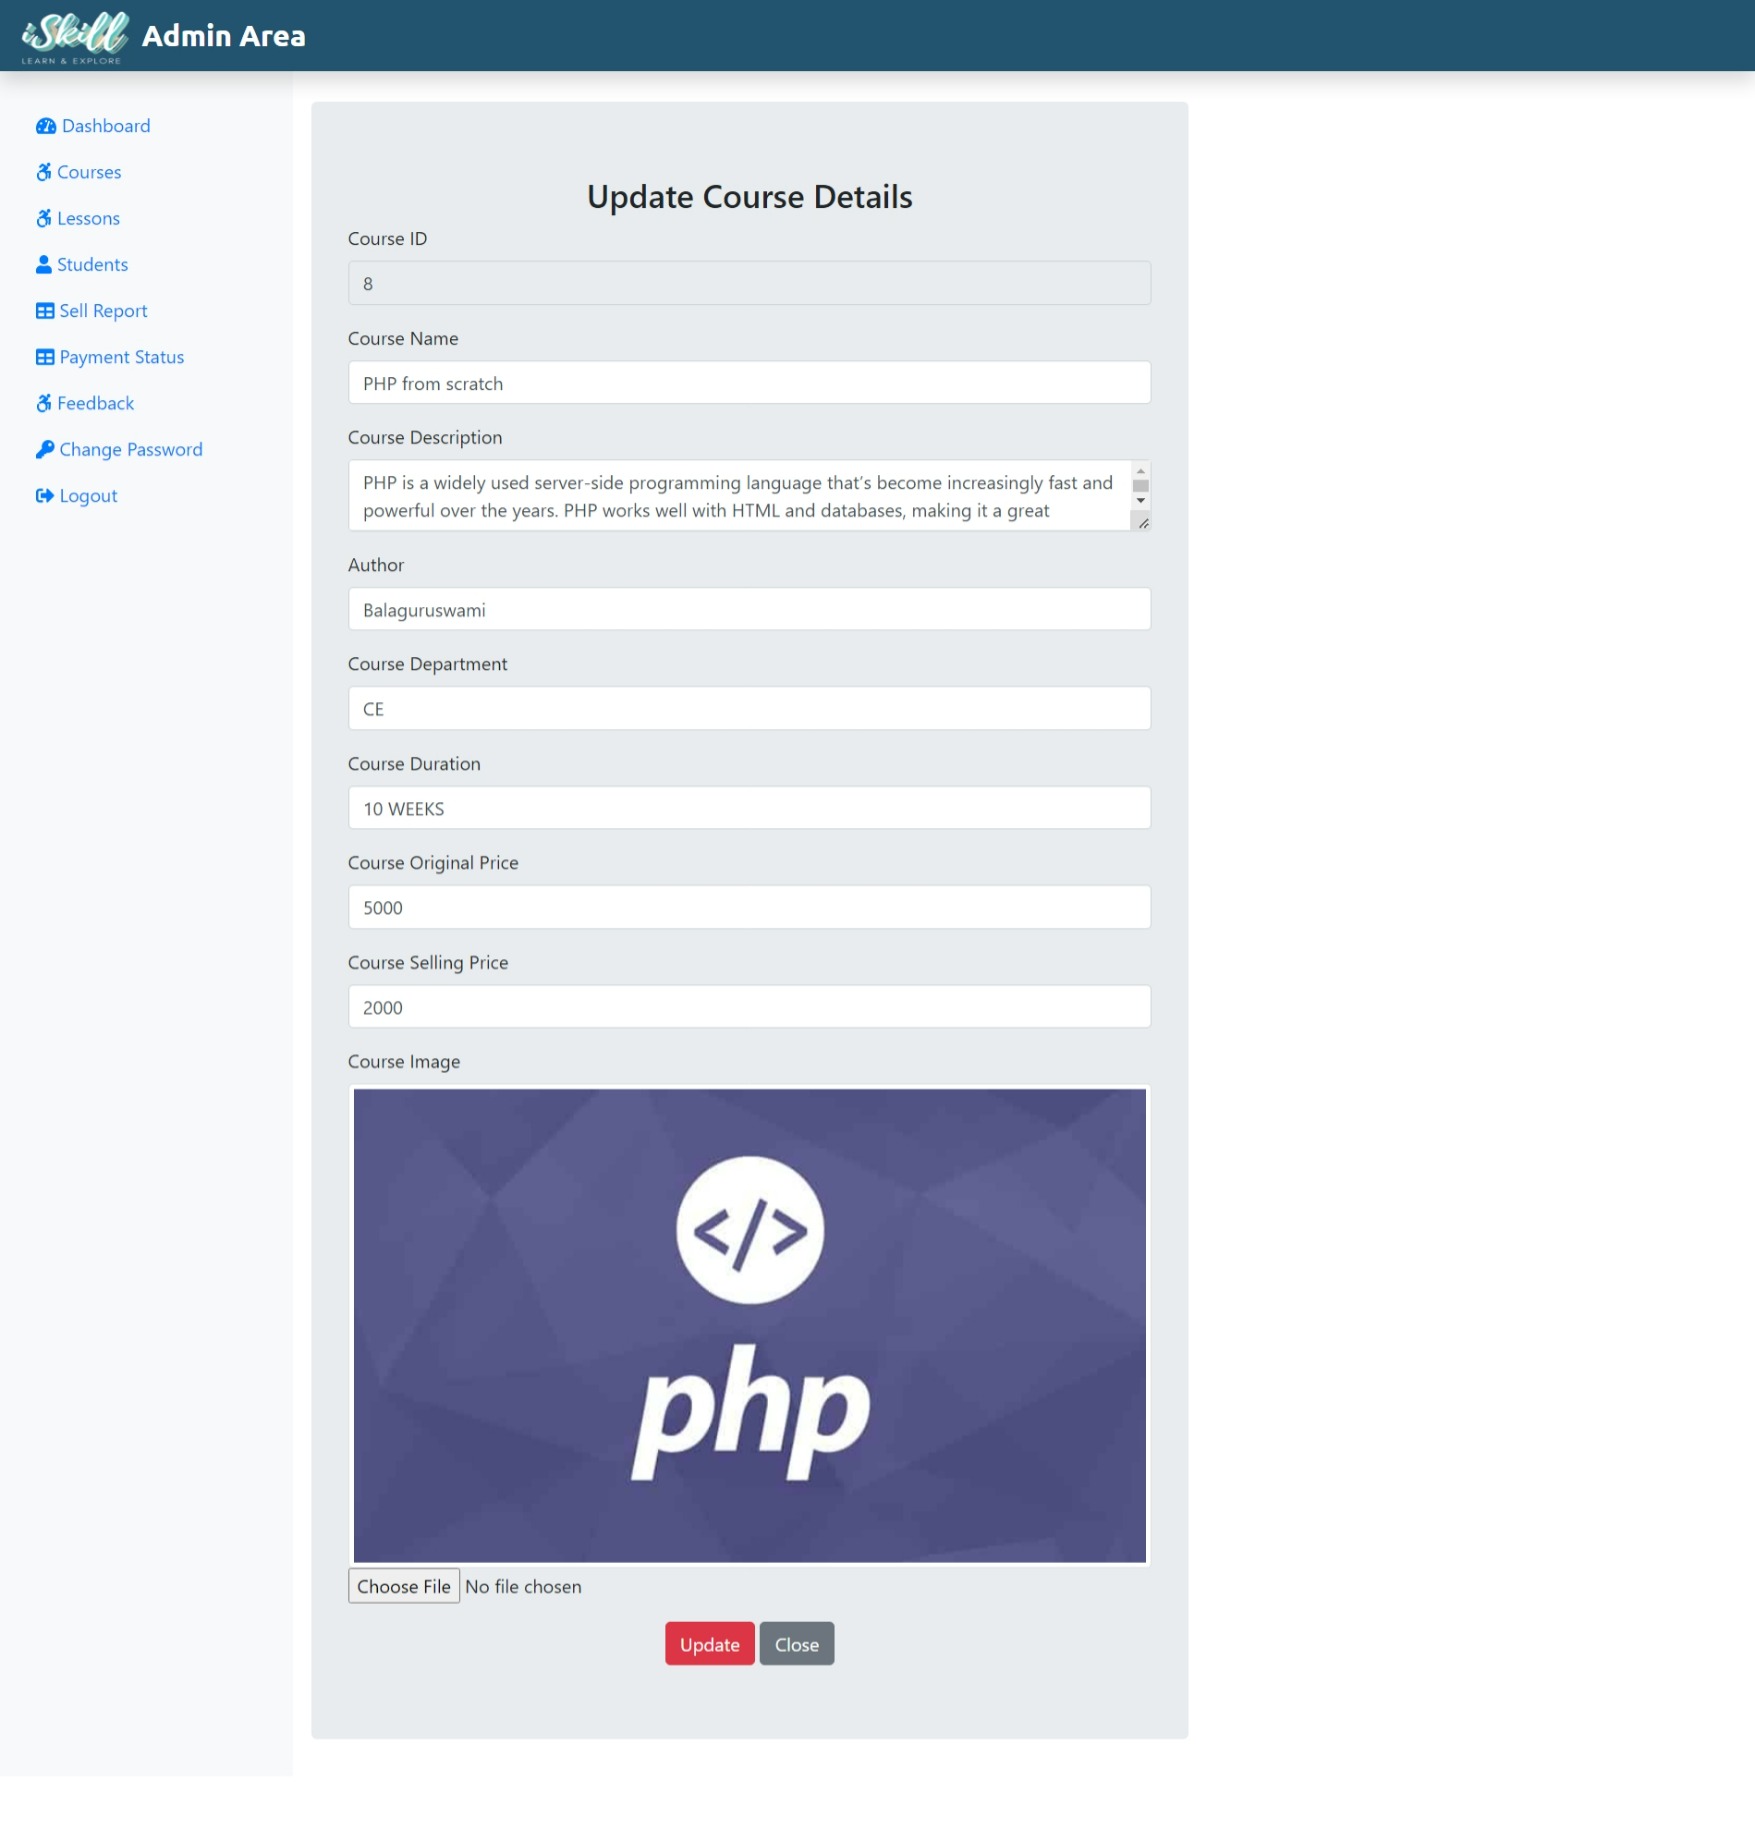 iSkill
LEARN & EXPLORE
Admin Area
Dashboard
Courses
Lessons
Students
Sell Report
Payment Status
Feedback
Change Password
Logout
Update Course Details
Course ID
8
Course Name
PHP from scratch
Course Description
PHP is a widely used server-side programming language that's become increasingly fast and
powerful over the years. PHP works well with HTML and databases, making it a great
Author
Balaguruswami
Course Department
CE
Course Duration
10 WEEKS
Course Original Price
5000
Course Selling Price
2000
Course Image
</>
php
Choose File No file chosen
Update Close